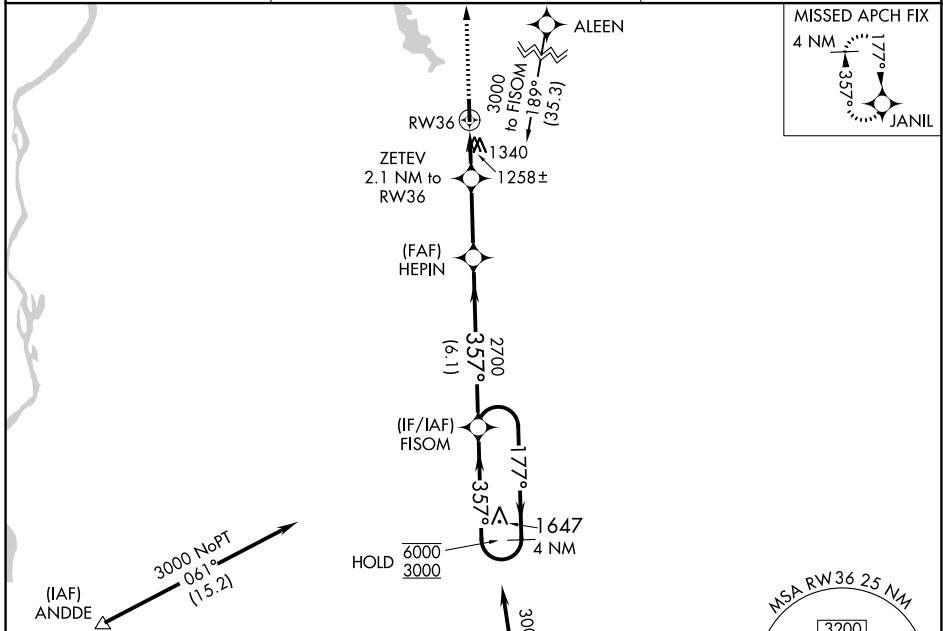 MISSED APCH FIX
4 NM
177°
357°
JANIL
ALEEN
3000
to FISOM
189°
(35.3)
RW36
1340
1258±
ZETEV
2.1 NM to
RW36
(FAF)
HEPIN
2700
357°
(6.1)
(IF/IAF)
FISOM
177°
357°
1647
4 NM
HOLD
6000
3000
3000 NoPT
061°
(15.2)
(IAF)
ANDDE
MSA RW36 25 NM
3200